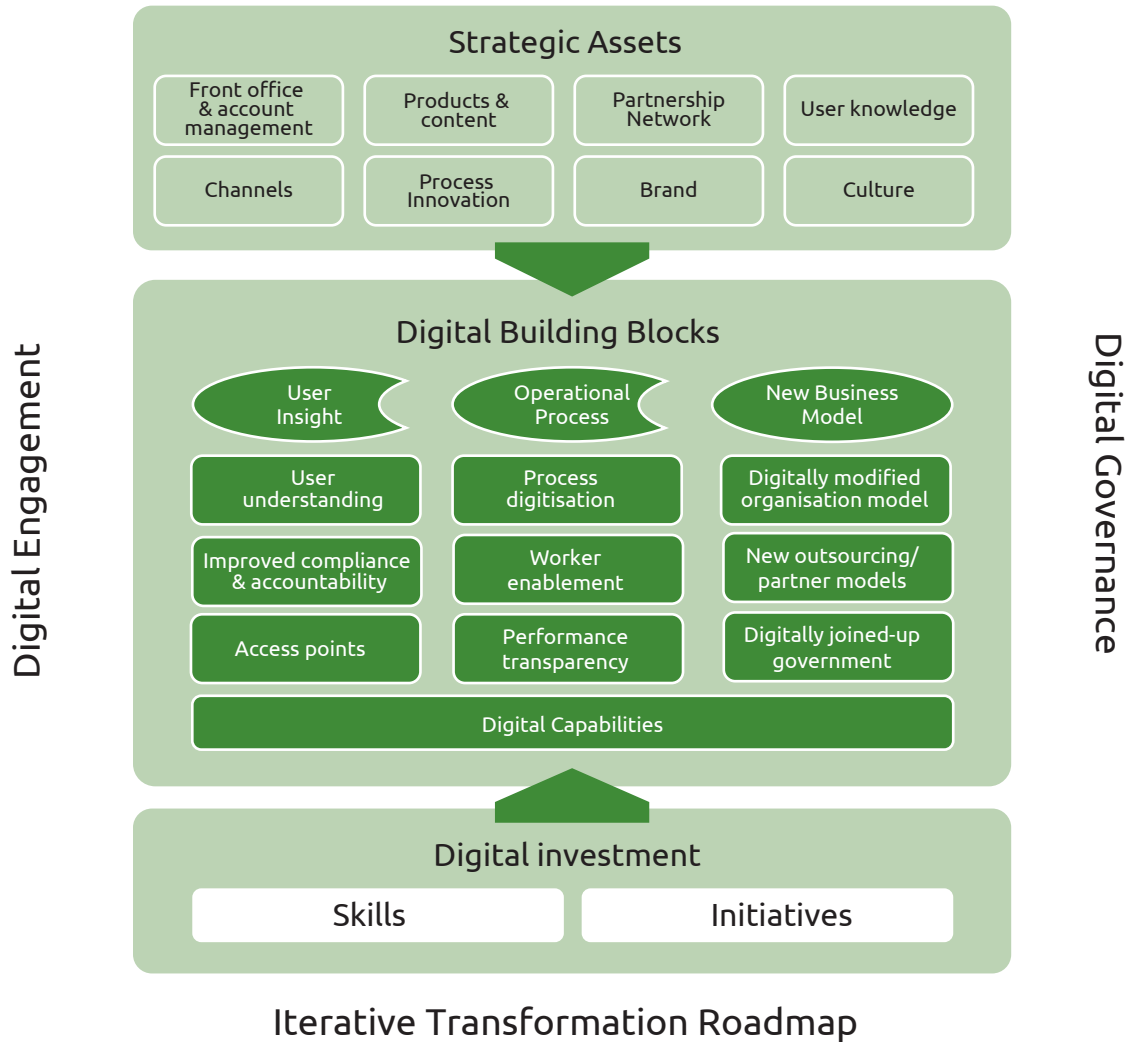 Strategic Assets
Front office
& account
management
Products &
content
Partnership
Network
User knowledge
Channels
Process
Innovation
Brand
Culture
Digital Engagement
Digital Building Blocks
User
Insight
Operational
Process
New Business
Model
User
understanding
Process
digitisation
Digitally modified
organisation model
Improved compliance
& accountability
Worker
enablement
New outsourcing/
partner models
Access points
Performance
transparency
Digitally joined-up
government
Digital Capabilities
Digital Governance
Digital investment
Skills
Initiatives
Iterative Transformation Roadmap